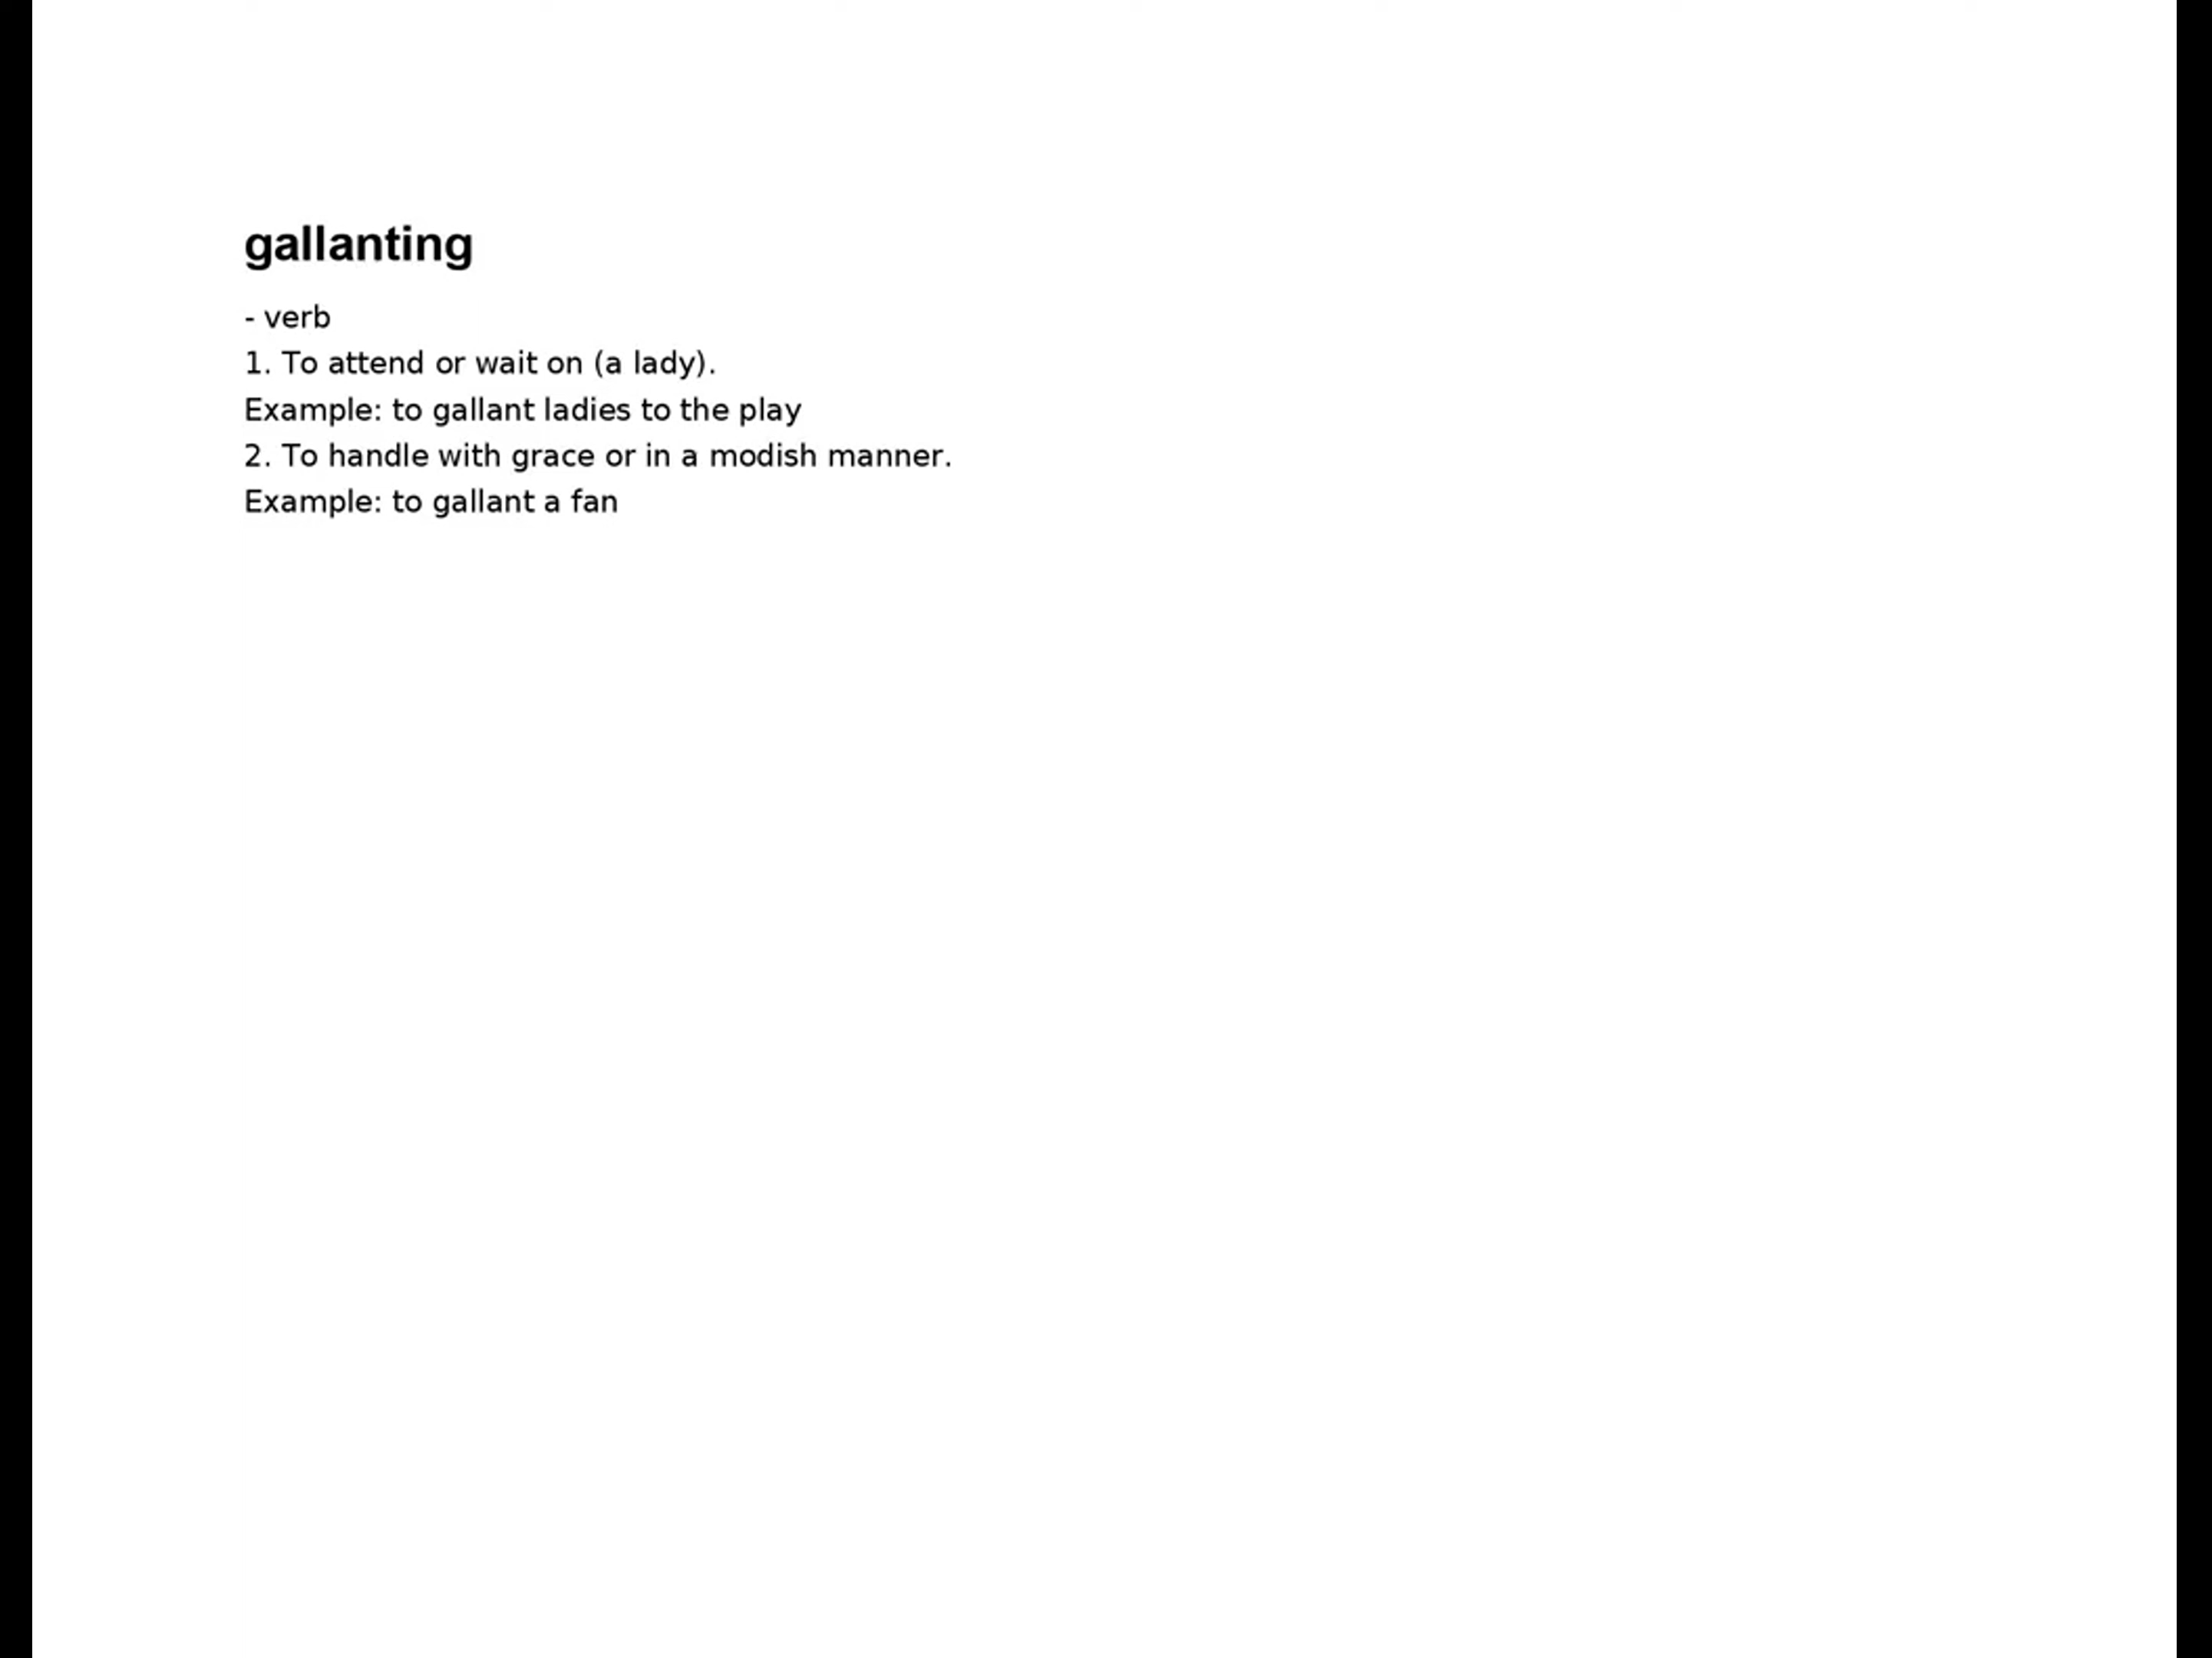 gallanting
- verb
1. To attend or wait on (a lady).
Example: to gallant ladies to the play
2. To handle with grace or in a modish manner.
Example: to gallant a fan